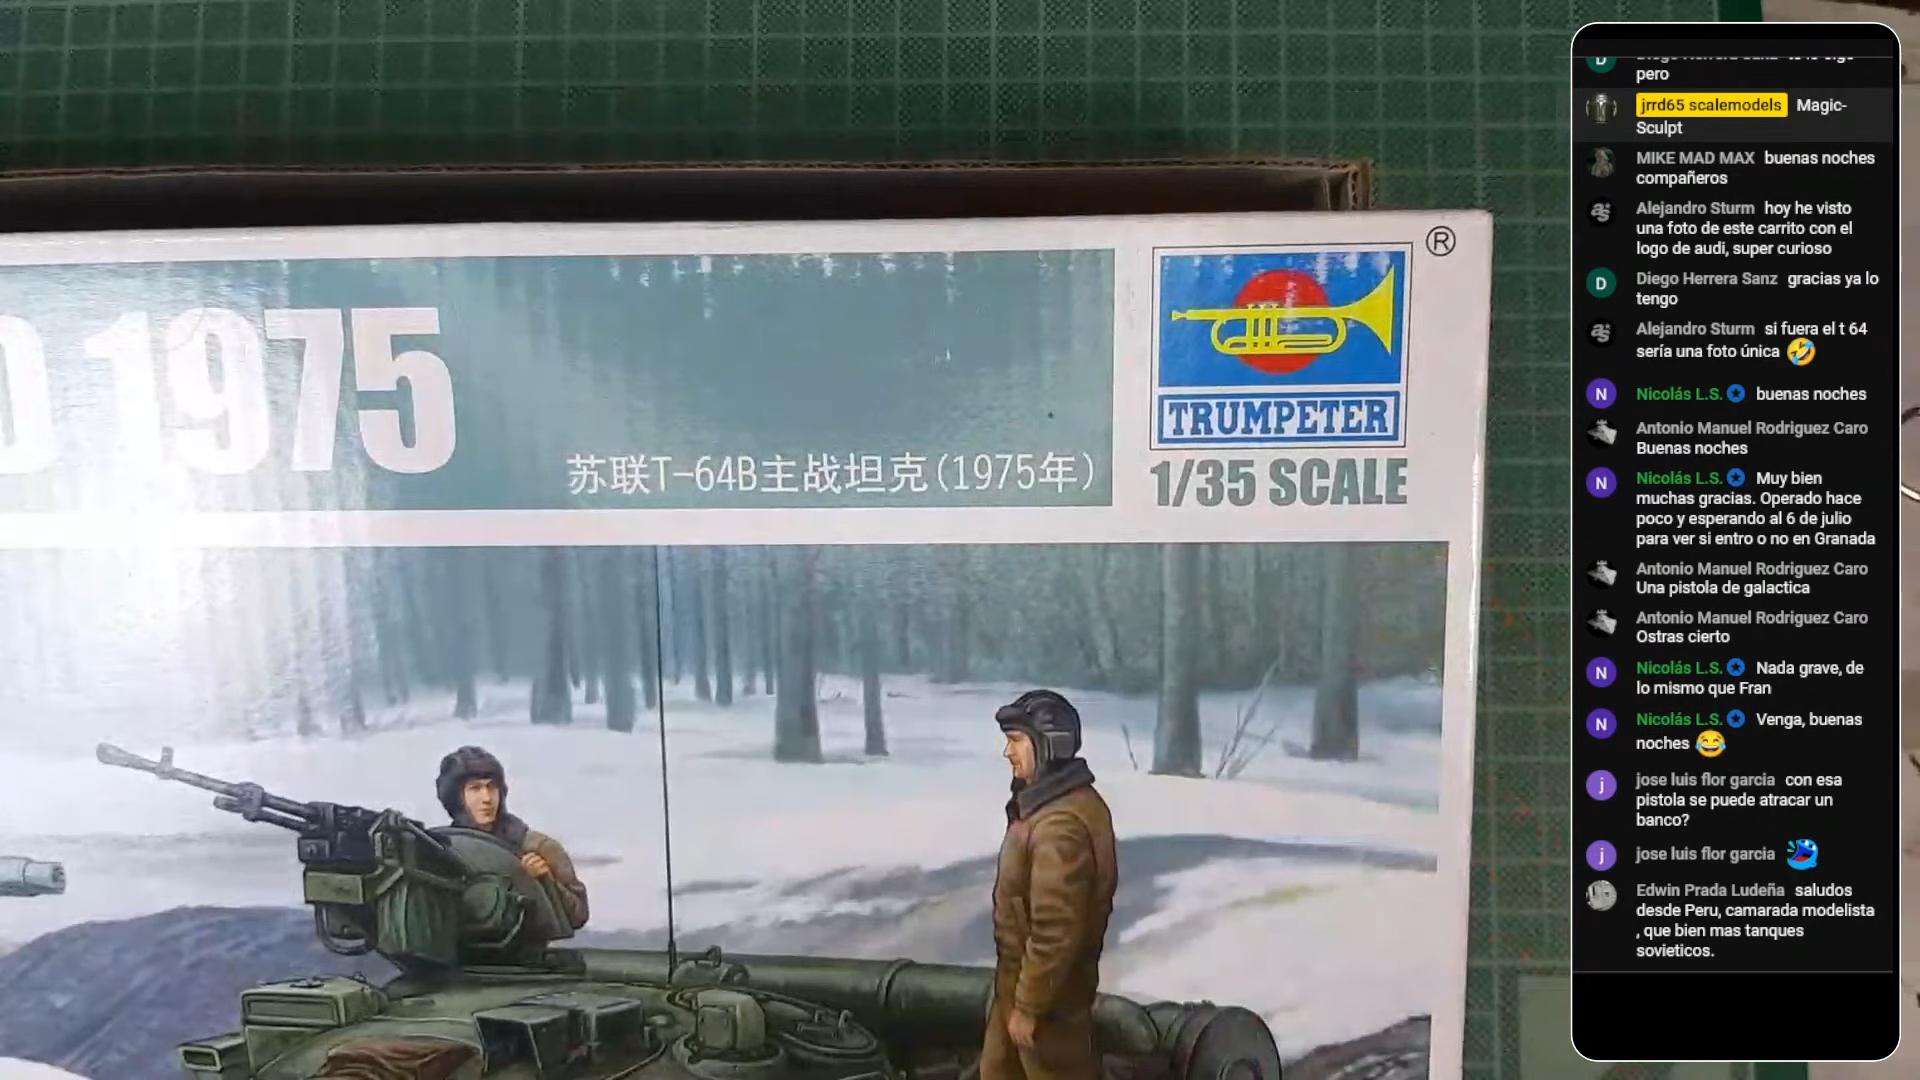 1975
苏联T-64B主战坦克(1975年)
®
TRUMPETER
1/35 SCALE
pero
jrrd65 scalemodels Magic-
Sculpt
MIKE MAD MAX buenas noches
compañeros
Alejandro Sturm hoy he visto
una foto de este carrito con el
logo de audi, super curioso
D Diego Herrera Sanz gracias ya lo
tengo
Alejandro Sturm si fuera el t 64
sería una foto única 🤣
N Nicolás L.S. buenas noches
Antonio Manuel Rodriguez Caro
Buenas noches
N Nicolás L.S. Muy bien
muchas gracias. Operado hace
poco y esperando al 6 de julio
para ver si entro o no en Granada
Antonio Manuel Rodriguez Caro
Una pistola de galactica
Antonio Manuel Rodriguez Caro
Ostras cierto
N Nicolás L.S. Nada grave, de
lo mismo que Fran
N Nicolás L.S. Venga, buenas
noches 😂
j jose luis flor garcia con esa
pistola se puede atracar un
banco?
j jose luis flor garcia
Edwin Prada Ludeña saludos
desde Peru, camarada modelista
, que bien mas tanques
sovieticos.